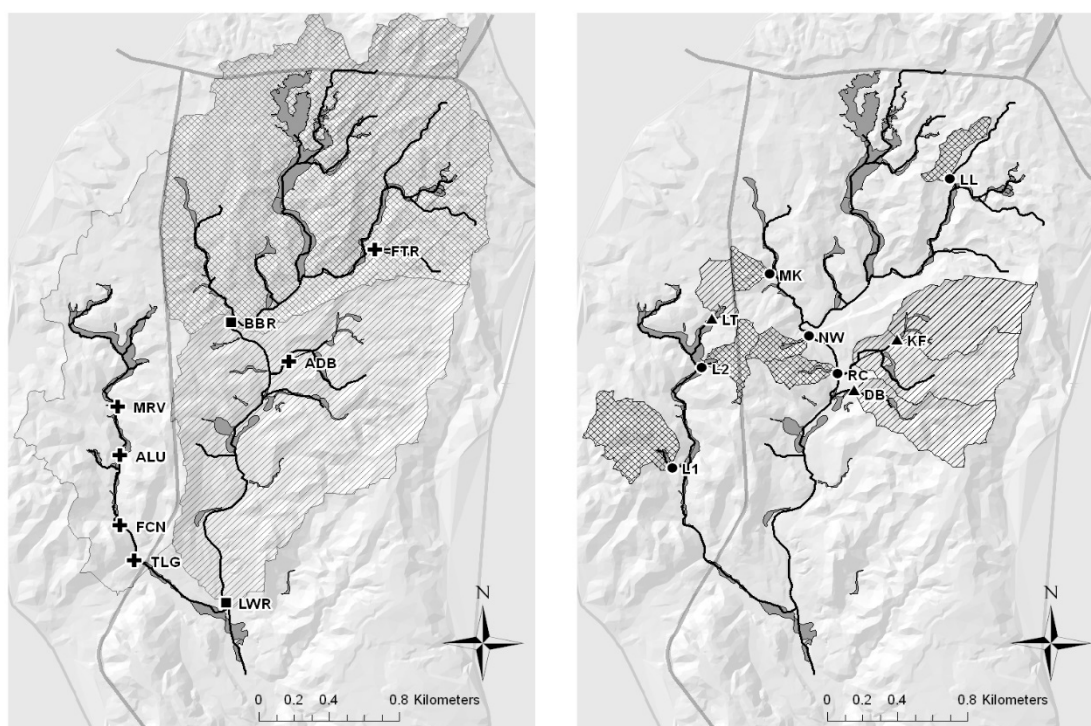 FTR
BBR
ADB
MRV
ALU
FCN
TLG
LWR
N
0 0.2 0.4 0.8 Kilometers
LL
MK
LT
NW
KF
L2
RC
DB
L1
N
0 0.2 0.4 0.8 Kilometers